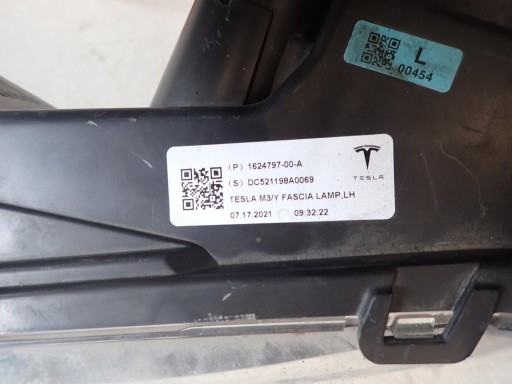 L
00454
(P) 1624797-00-A
(S) DC521198A0069
TESLA
TESLA M3/Y FASCIA LAMP,LH
07.17.2021 09:32:22